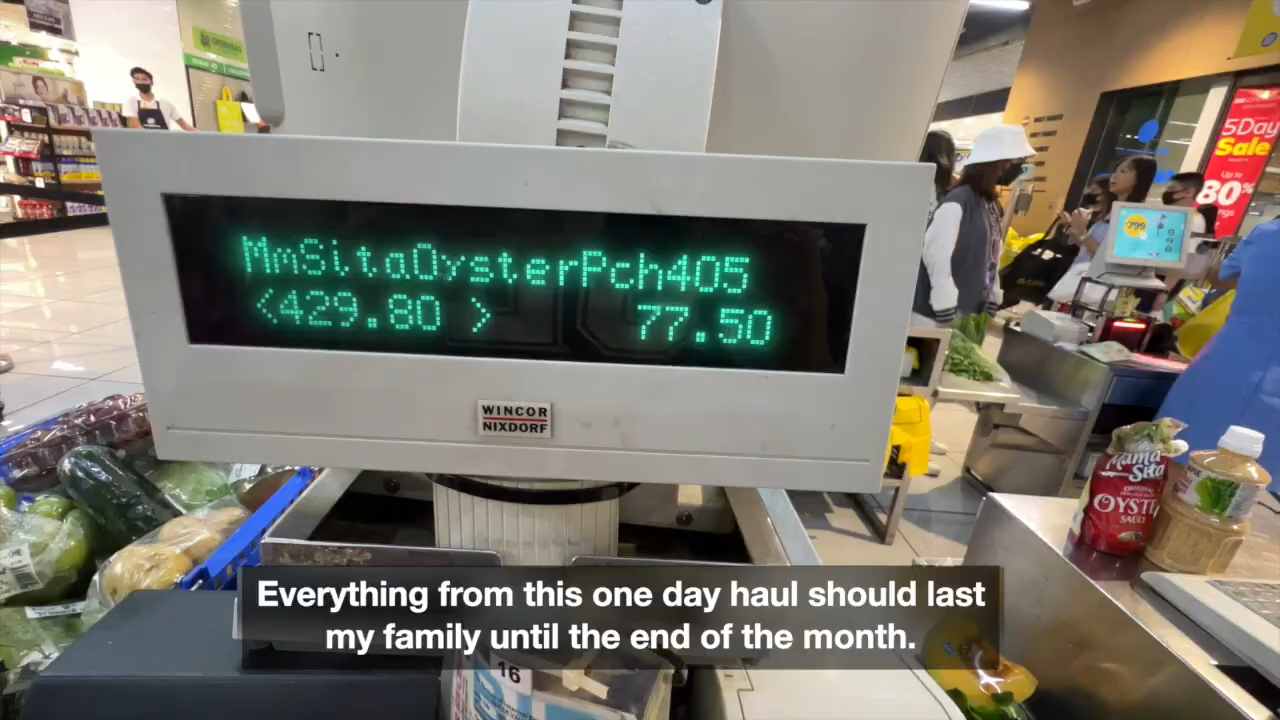 MmSitaOysterPch405
<429.80 > 77.50
WINCOR
NIXDORF
5Day
Sale
Up to
80%
799
Mama
Sita's
OYSTER
SAUCE
Everything from this one day haul should last
my family until the end of the month.
16